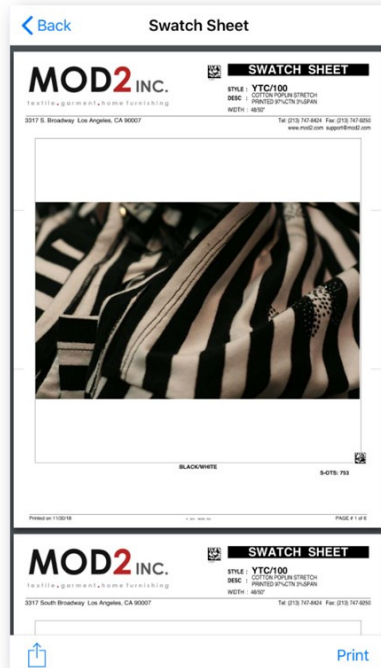 Back
Swatch Sheet
MOD2 INC.
textile.garment.home furnishing
SWATCH SHEET
STYLE : YTC/100
DESC : COTTON POPLIN STRETCH
PRINTED 97%CTN 3%SPAN
WIDTH : 48/50"
3317 S. Broadway Los Angeles, CA 90007
Tel: (213) 747-8424 Fax: (213) 747-9250
www.mod2.com support@mod2.com
BLACK/WHITE
S-OTS: 753
Printed on 11/30/18
PAGE # 1 of 6
MOD2 INC.
textile.garment.home furnishing
SWATCH SHEET
STYLE : YTC/100
DESC : COTTON POPLIN STRETCH
PRINTED 97%CTN 3%SPAN
WIDTH : 48/50"
3317 South Broadway Los Angeles, CA 90007
Tel: (213) 747-8424 Fax: (213) 747-9250
Print